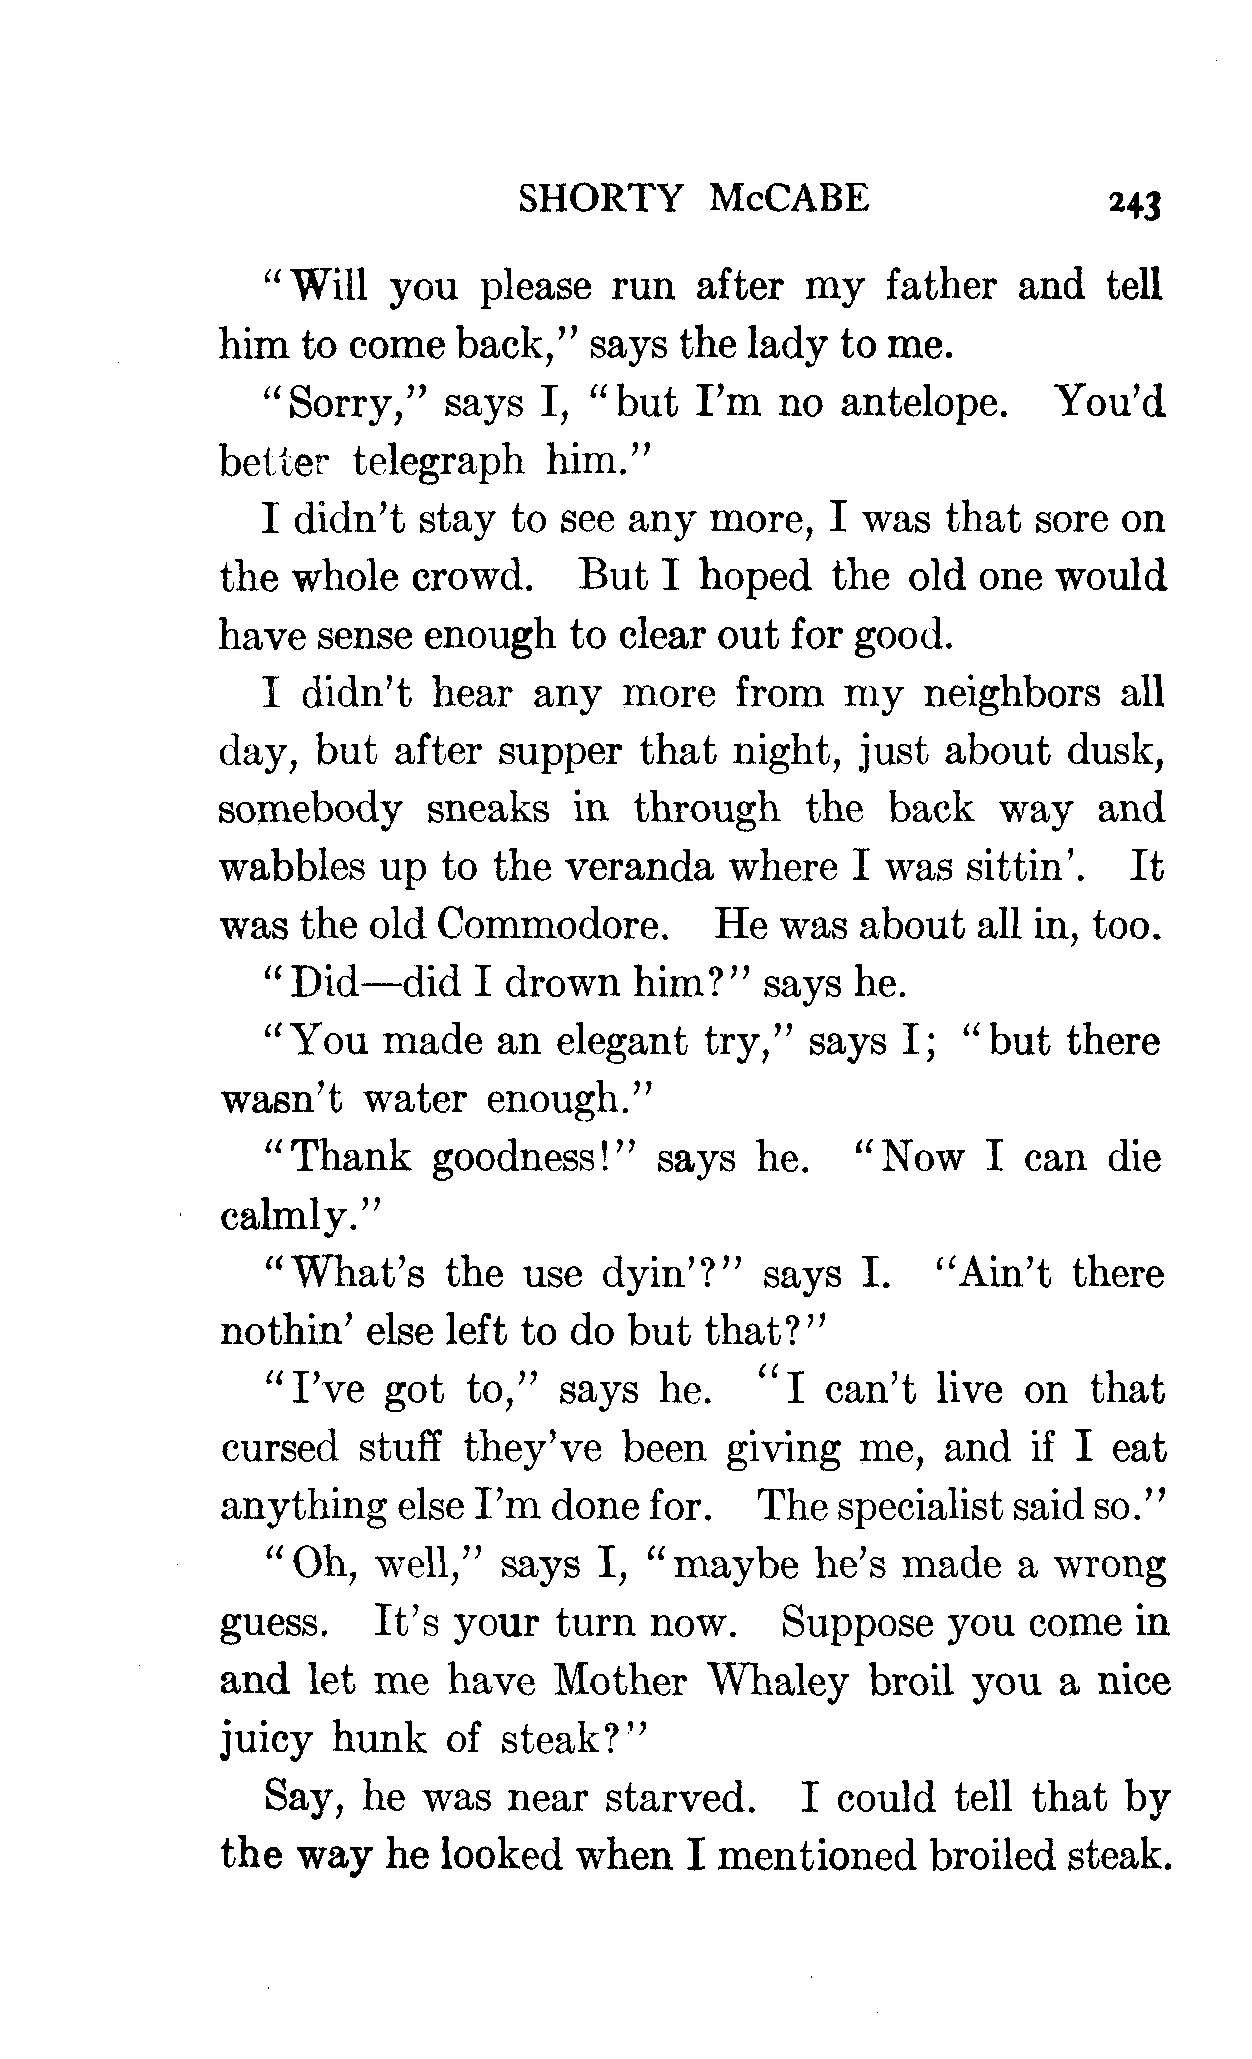 SHORTY McCABE 243
"Will you please run after my father and tell
him to come back," says the lady to me.
"Sorry," says I, "but I'm no antelope. You'd
better telegraph him."
I didn't stay to see any more, I was that sore on
the whole crowd. But I hoped the old one would
have sense enough to clear out for good.
I didn't hear any more from my neighbors all
day, but after supper that night, just about dusk,
somebody sneaks in through the back way and
wabbles up to the veranda where I was sittin'. It
was the old Commodore. He was about all in, too.
"Did—did I drown him?" says he.
"You made an elegant try," says I; "but there
wasn't water enough."
"Thank goodness!" says he. "Now I can die
calmly."
"What's the use dyin'?" says I. "Ain't there
nothin' else left to do but that?"
"I've got to," says he. "I can't live on that
cursed stuff they've been giving me, and if I eat
anything else I'm done for. The specialist said so."
"Oh, well," says I, "maybe he's made a wrong
guess. It's your turn now. Suppose you come in
and let me have Mother Whaley broil you a nice
juicy hunk of steak?"
Say, he was near starved. I could tell that by
the way he looked when I mentioned broiled steak.